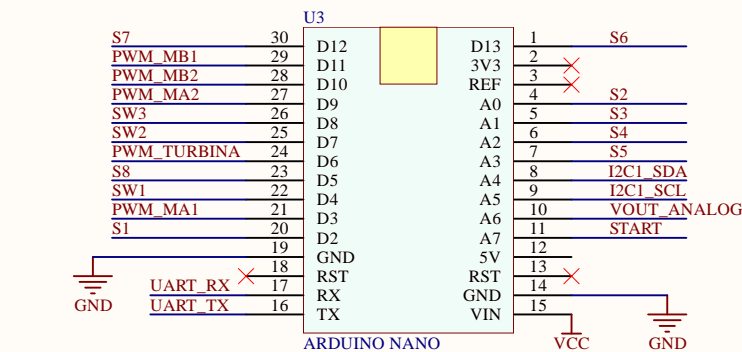 U3
S7 30 D12 D13 1 S6
PWM_MB1 29 D11 3V3 2
PWM_MB2 28 D10 REF 3
PWM_MA2 27 D9 A0 4 S2
SW3 26 D8 A1 5 S3
SW2 25 D7 A2 6 S4
PWM_TURBINA 24 D6 A3 7 S5
S8 23 D5 A4 8 I2C1_SDA
SW1 22 D4 A5 9 I2C1_SCL
PWM_MA1 21 D3 A6 10 VOUT_ANALOG
S1 20 D2 A7 11 START
19 GND 5V 12
18 RST RST 13
UART_RX 17 RX GND 14
UART_TX 16 TX VIN 15
GND
ARDUINO NANO
VCC
GND